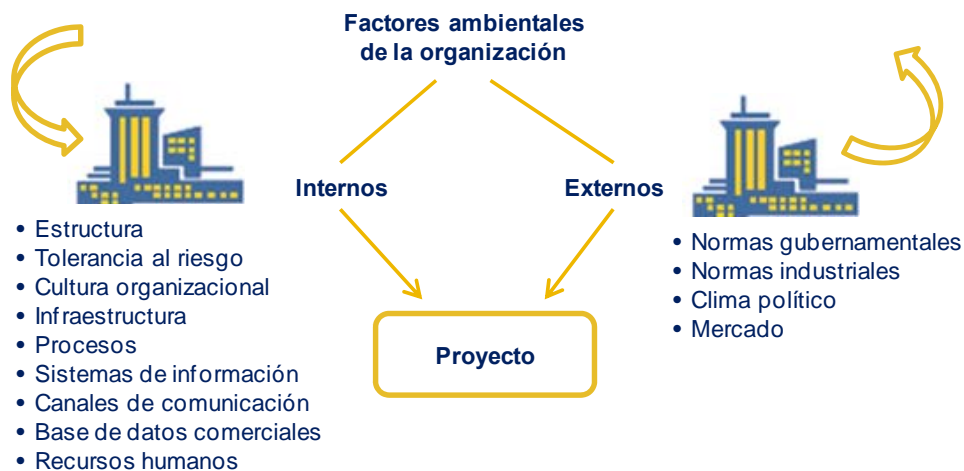 Factores ambientales
de la organización
Internos
Externos
• Estructura
• Tolerancia al riesgo
• Cultura organizacional
• Infraestructura
• Procesos
• Sistemas de información
• Canales de comunicación
• Base de datos comerciales
• Recursos humanos
• Normas gubernamentales
• Normas industriales
• Clima político
• Mercado
Proyecto